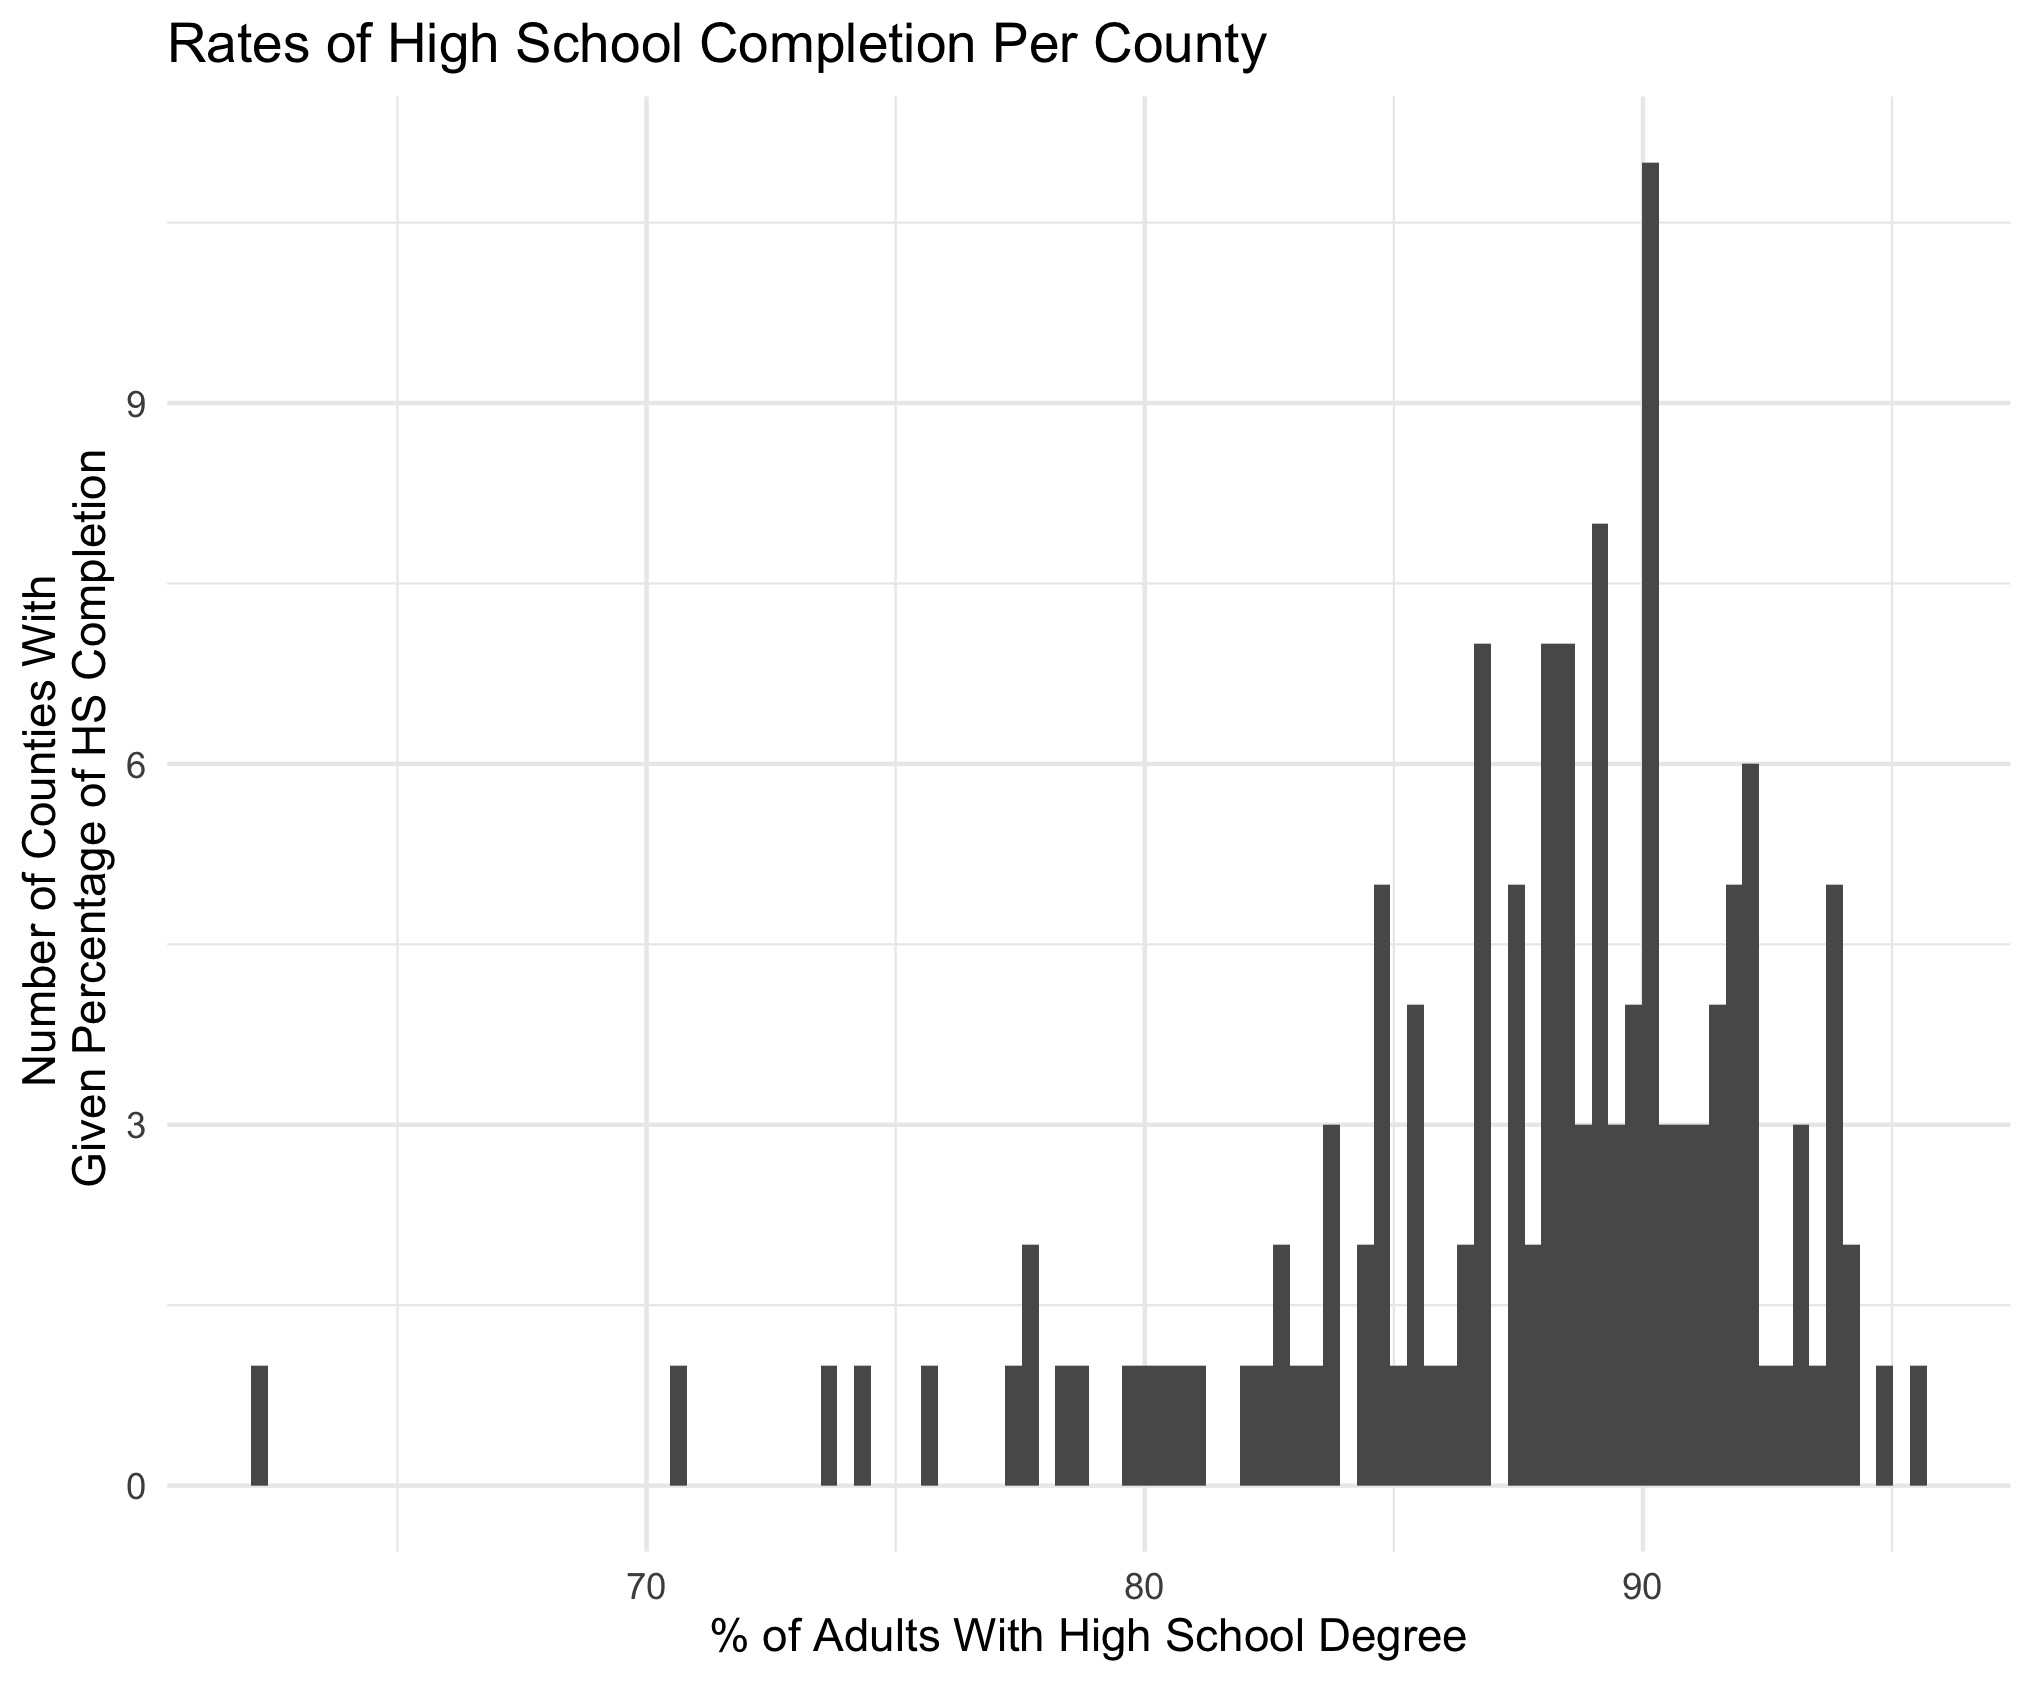 Rates of High School Completion Per County
Number of Counties With
Given Percentage of HS Completion
9
6
3
0
70 80 90
% of Adults With High School Degree